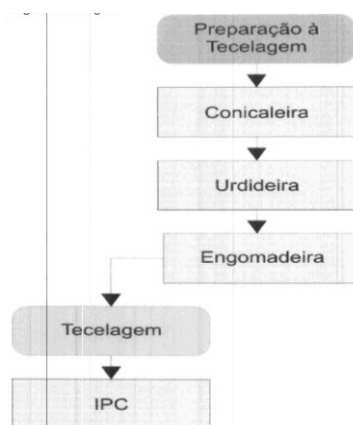 Preparação à
Tecelagem
Conicaleira
Urdideira
Engomadeira
Tecelagem
IPC